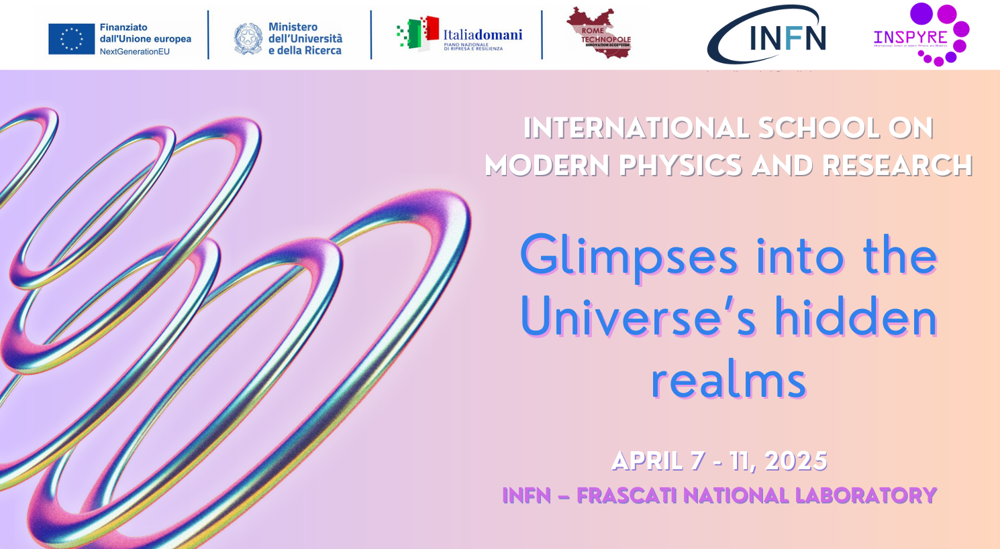 Finanziato
dall'Unione europea
NextGenerationEU
Ministero
dell'Università
e della Ricerca
Italiadomani
PIANO NAZIONALE
DI RIPRESA E RESILIENZA
ROME
TECHNOPOLE
INNOVATION ECOSYSTEM
INFN
INSPYRE
INTERNATIONAL SCHOOL ON
MODERN PHYSICS AND RESEARCH
Glimpses into the
Universe's hidden
realms
APRIL 7 - 11, 2025
INFN – FRASCATI NATIONAL LABORATORY